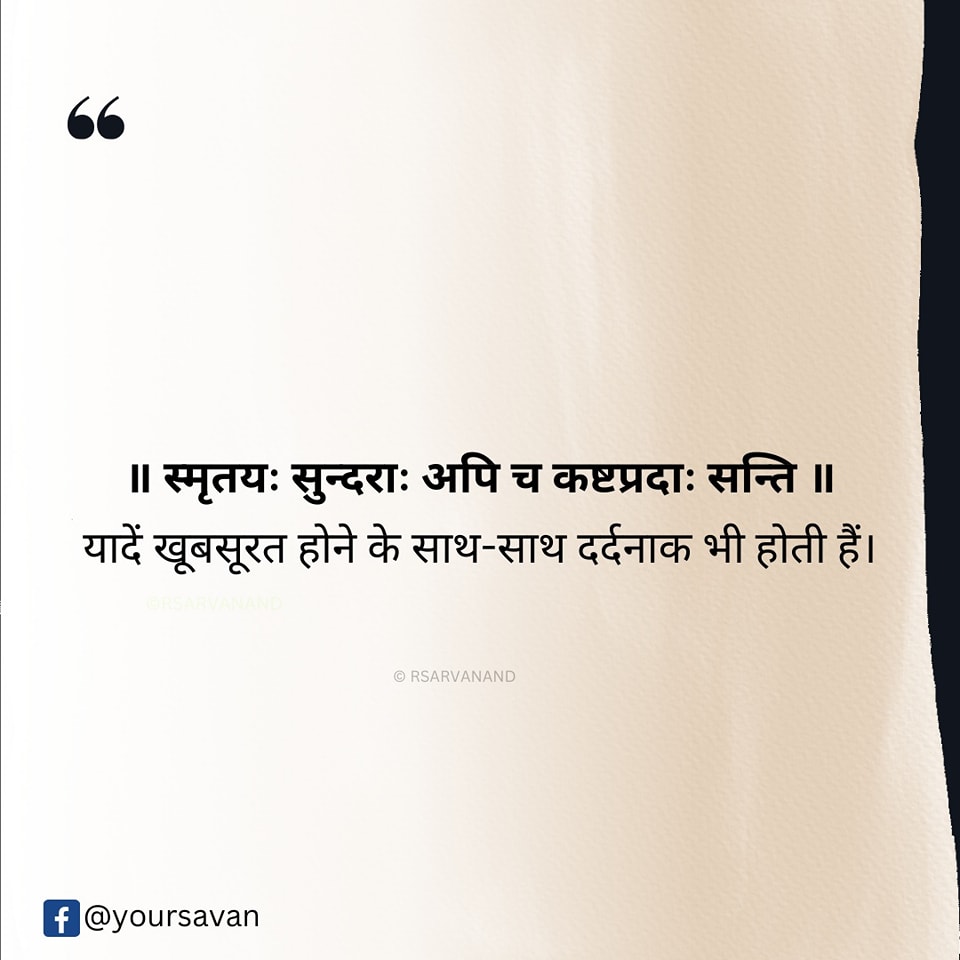 “
॥ स्मृतयः सुन्दराः अपि च कष्टप्रदाः सन्ति ॥
यादें खूबसूरत होने के साथ-साथ दर्दनाक भी होती हैं।
©RSARVANAND
© RSARVANAND
@yoursavan